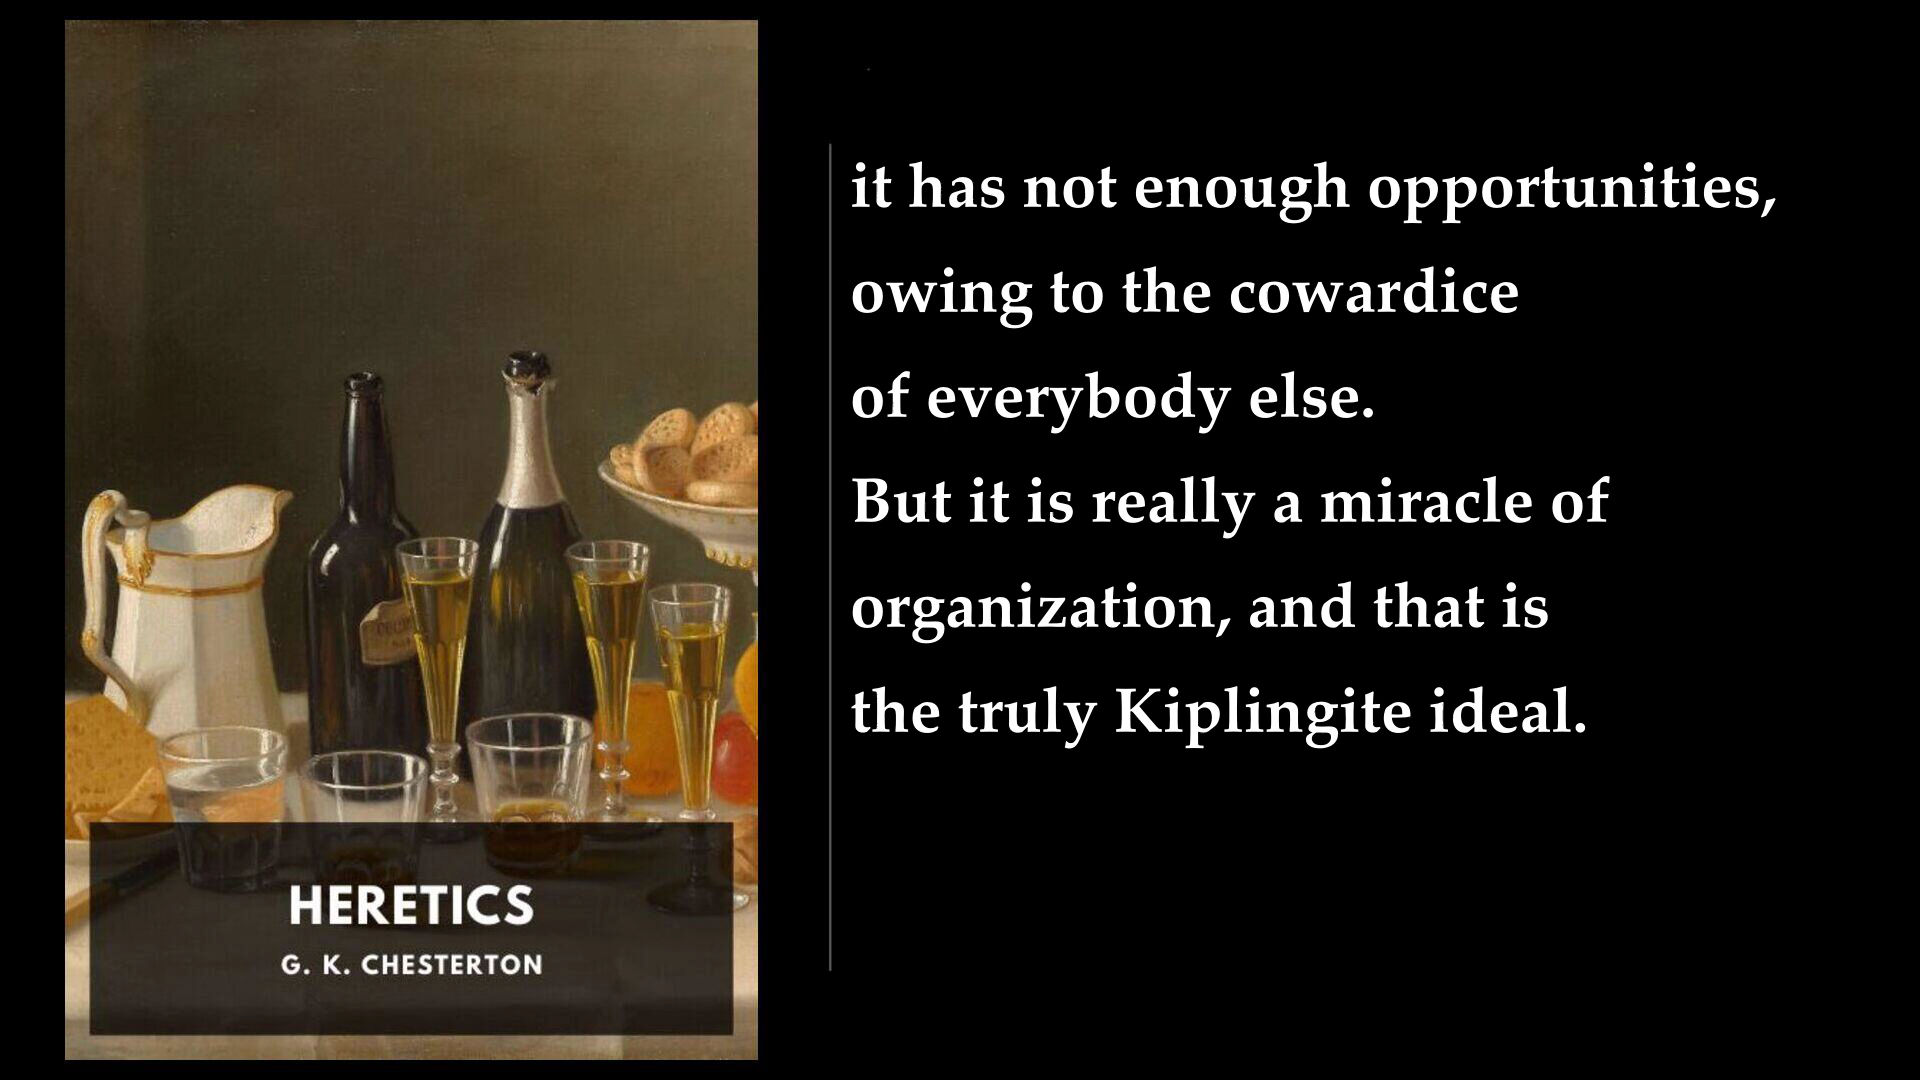 it has not enough opportunities,
owing to the cowardice
of everybody else.
But it is really a miracle of
organization, and that is
the truly Kiplingite ideal.
HERETICS
G. K. CHESTERTON